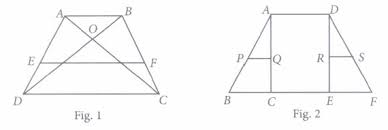 A B
O
E F
D C
Fig. 1
A D
P Q R S
B C E F
Fig. 2